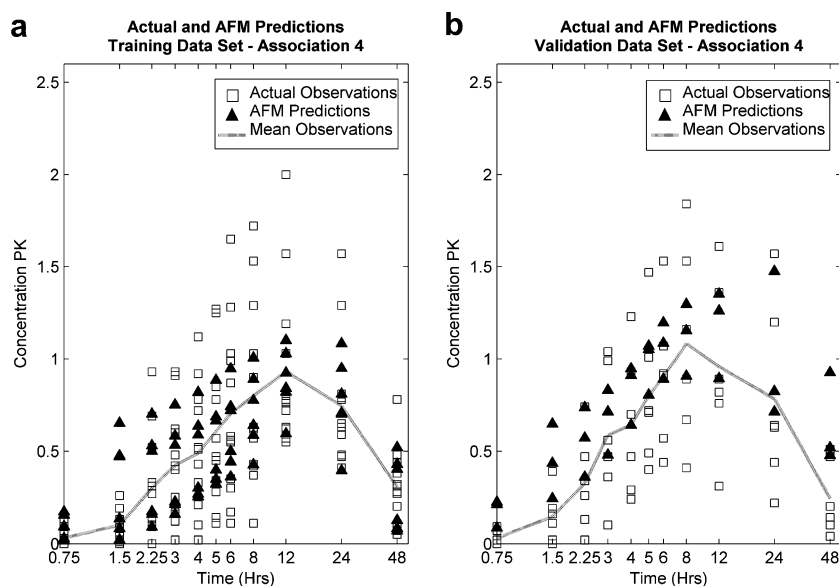 a
Actual and AFM Predictions
Training Data Set - Association 4
2.5
2
1.5
1
0.5
0
Concentration PK
Actual Observations
AFM Predictions
Mean Observations
0.75 1.5 2.25 3 4 5 6 8 12 24 48
Time (Hrs)
b
Actual and AFM Predictions
Validation Data Set - Association 4
2.5
2
1.5
1
0.5
0
Concentration PK
Actual Observations
AFM Predictions
Mean Observations
0.75 1.5 2.25 3 4 5 6 8 12 24 48
Time (Hrs)